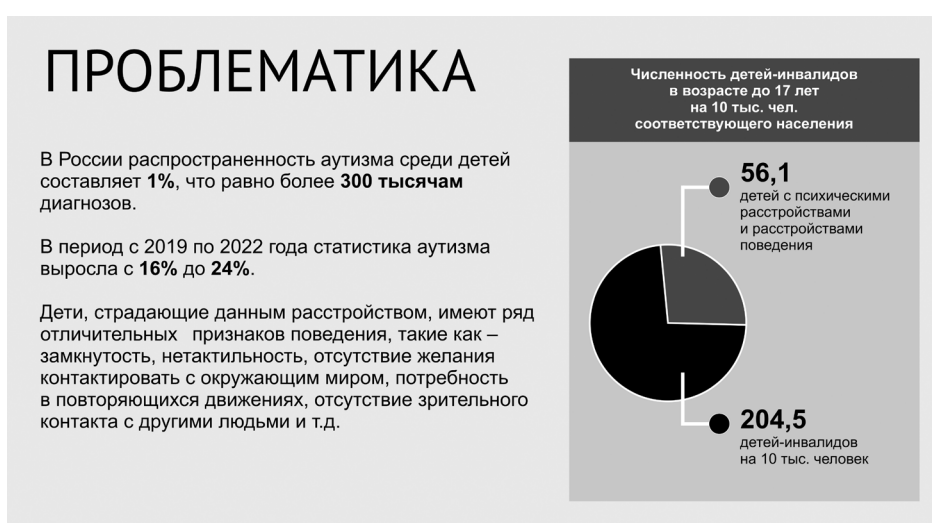 ПРОБЛЕМАТИКА
В России распространенность аутизма среди детей
составляет 1%, что равно более 300 тысячам
диагнозов.
В период с 2019 по 2022 года статистика аутизма
выросла с 16% до 24%.
Дети, страдающие данным расстройством, имеют ряд
отличительных признаков поведения, такие как –
замкнутость, нетактильность, отсутствие желания
контактировать с окружающим миром, потребность
в повторяющихся движениях, отсутствие зрительного
контакта с другими людьми и т.д.
Численность детей-инвалидов
в возрасте до 17 лет
на 10 тыс. чел.
соответствующего населения
56,1
детей с психическими
расстройствами
и расстройствами
поведения
204,5
детей-инвалидов
на 10 тыс. человек